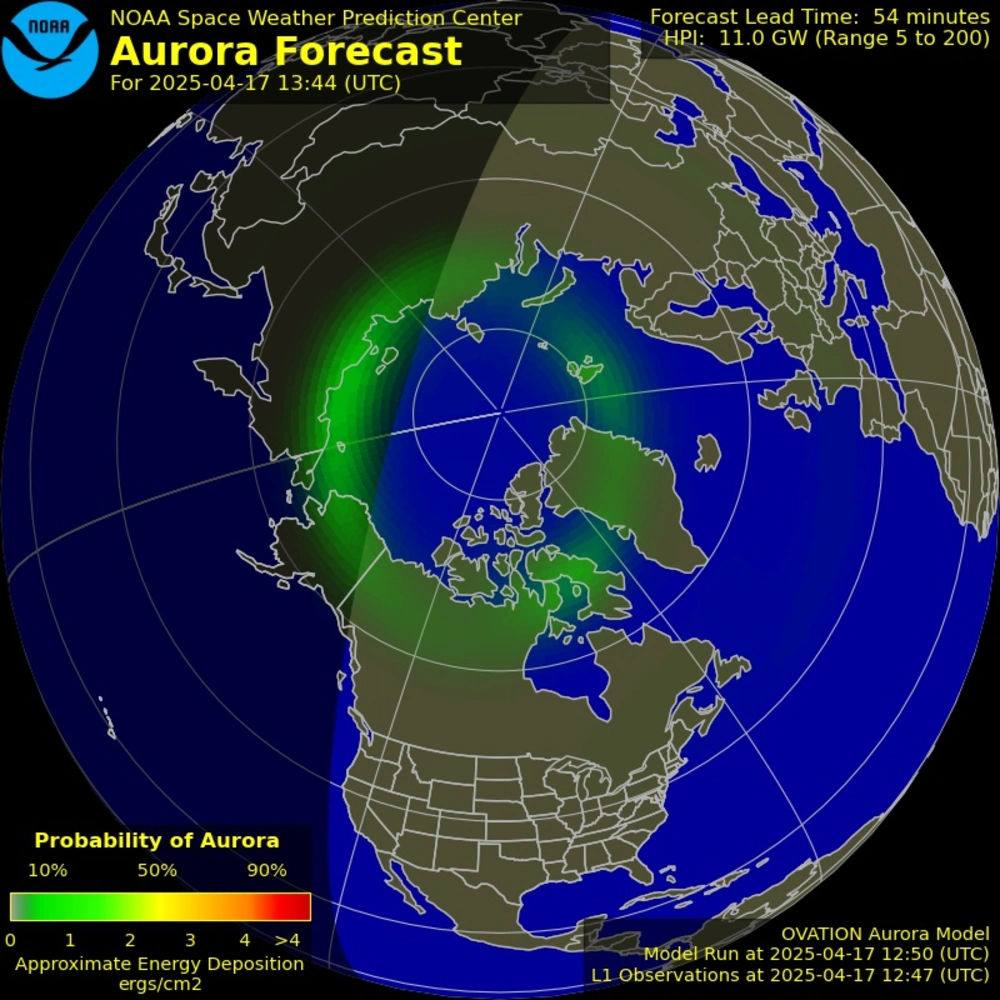 NOAA
NOAA Space Weather Prediction Center
Aurora Forecast
For 2025-04-17 13:44 (UTC)
Forecast Lead Time: 54 minutes
HPI: 11.0 GW (Range 5 to 200)
Probability of Aurora
10% 50% 90%
0 1 2 3 4 >4
Approximate Energy Deposition
ergs/cm2
OVATION Aurora Model
Model Run at 2025-04-17 12:50 (UTC)
L1 Observations at 2025-04-17 12:47 (UTC)